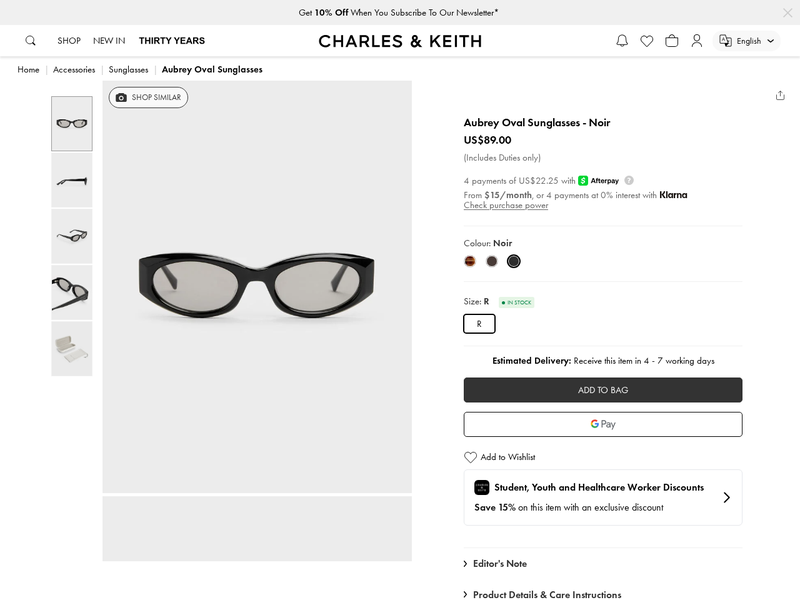 Get 10% Off When You Subscribe To Our Newsletter*
SHOP
NEW IN
THIRTY YEARS
CHARLES & KEITH
English
Home
Accessories
Sunglasses
Aubrey Oval Sunglasses
SHOP SIMILAR
Aubrey Oval Sunglasses - Noir
US$89.00
(Includes Duties only)
4 payments of US$22.25 with Afterpay ?
From $15/month, or 4 payments at 0% interest with Klarna
Check purchase power
Colour: Noir
Size: R
IN STOCK
R
Estimated Delivery: Receive this item in 4 - 7 working days
ADD TO BAG
G Pay
Add to Wishlist
Student, Youth and Healthcare Worker Discounts
Save 15% on this item with an exclusive discount
Editor's Note
Product Details & Care Instructions